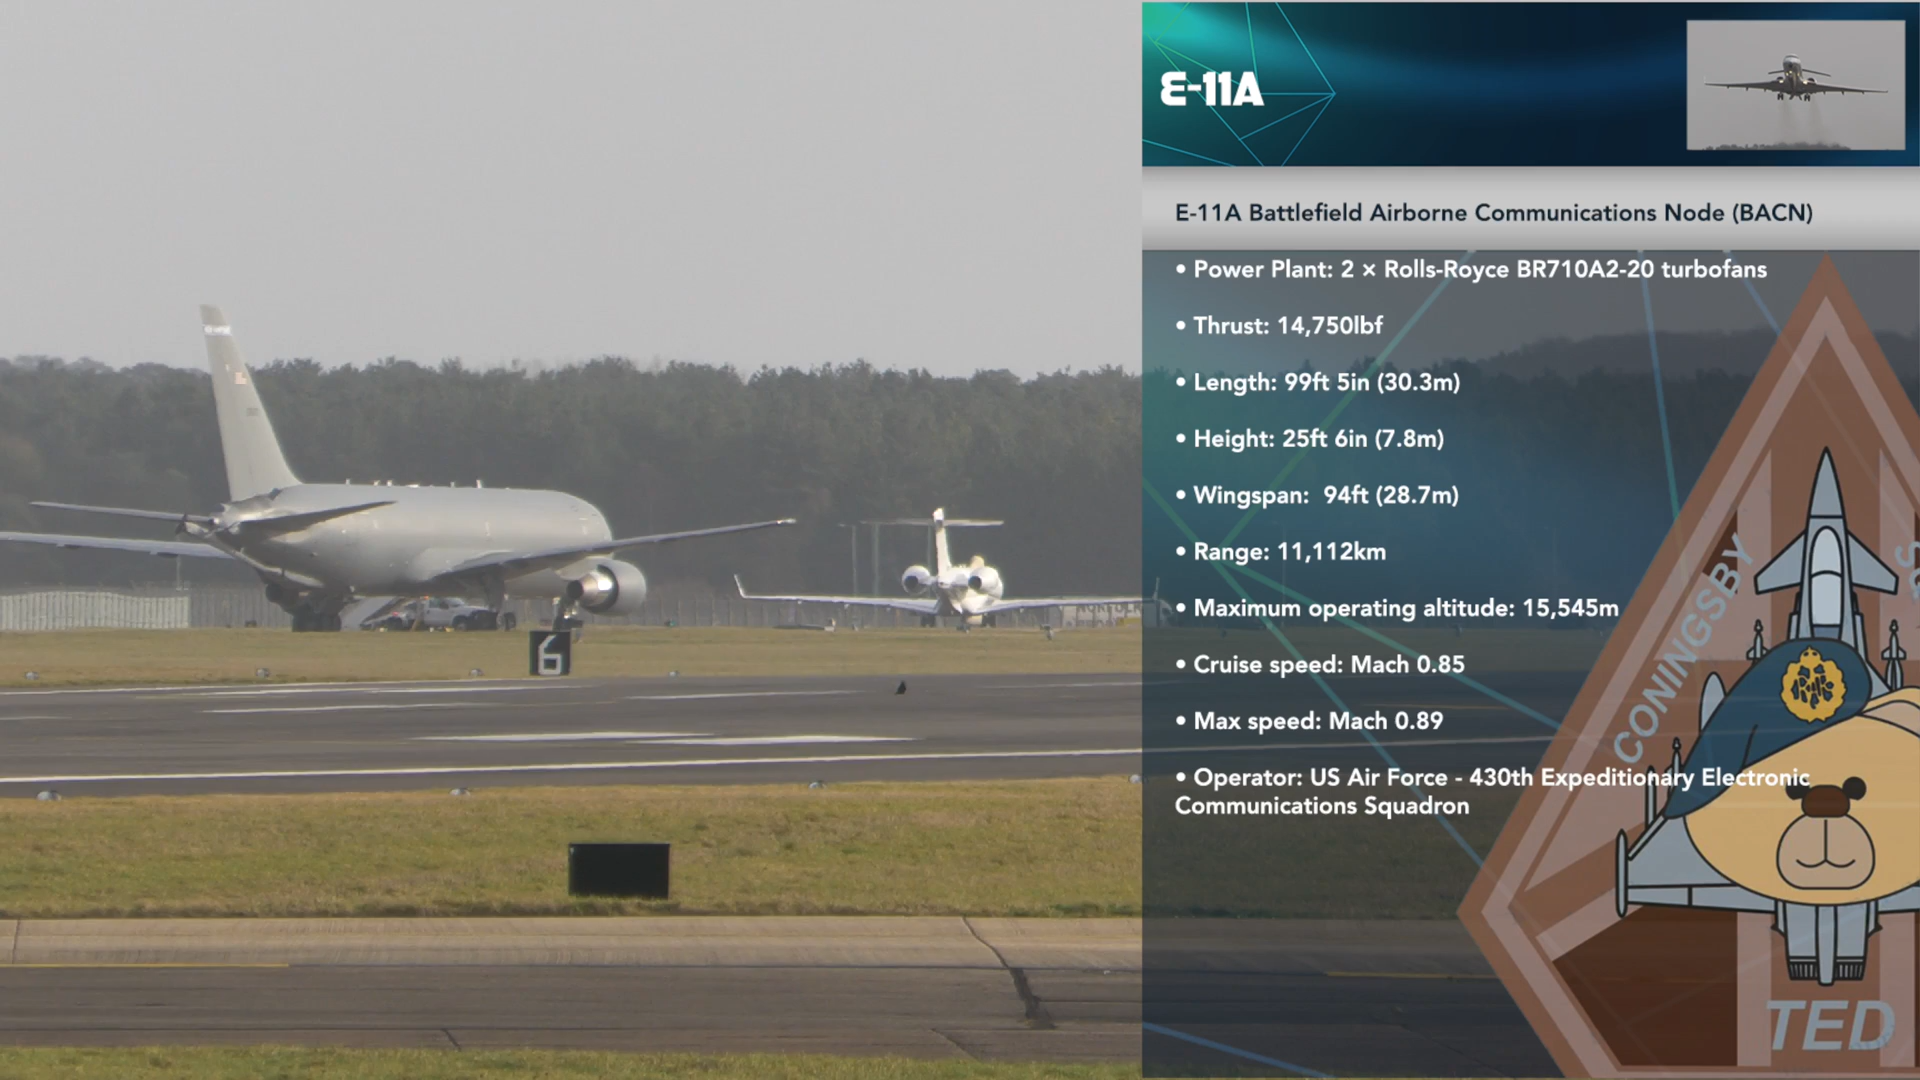 E-11A
E-11A Battlefield Airborne Communications Node (BACN)
• Power Plant: 2 × Rolls-Royce BR710A2-20 turbofans
• Thrust: 14,750lbf
• Length: 99ft 5in (30.3m)
• Height: 25ft 6in (7.8m)
• Wingspan:  94ft (28.7m)
• Range: 11,112km
• Maximum operating altitude: 15,545m
• Cruise speed: Mach 0.85
• Max speed: Mach 0.89
• Operator: US Air Force - 430th Expeditionary Electronic
Communications Squadron
CONINGSBY
TED
6